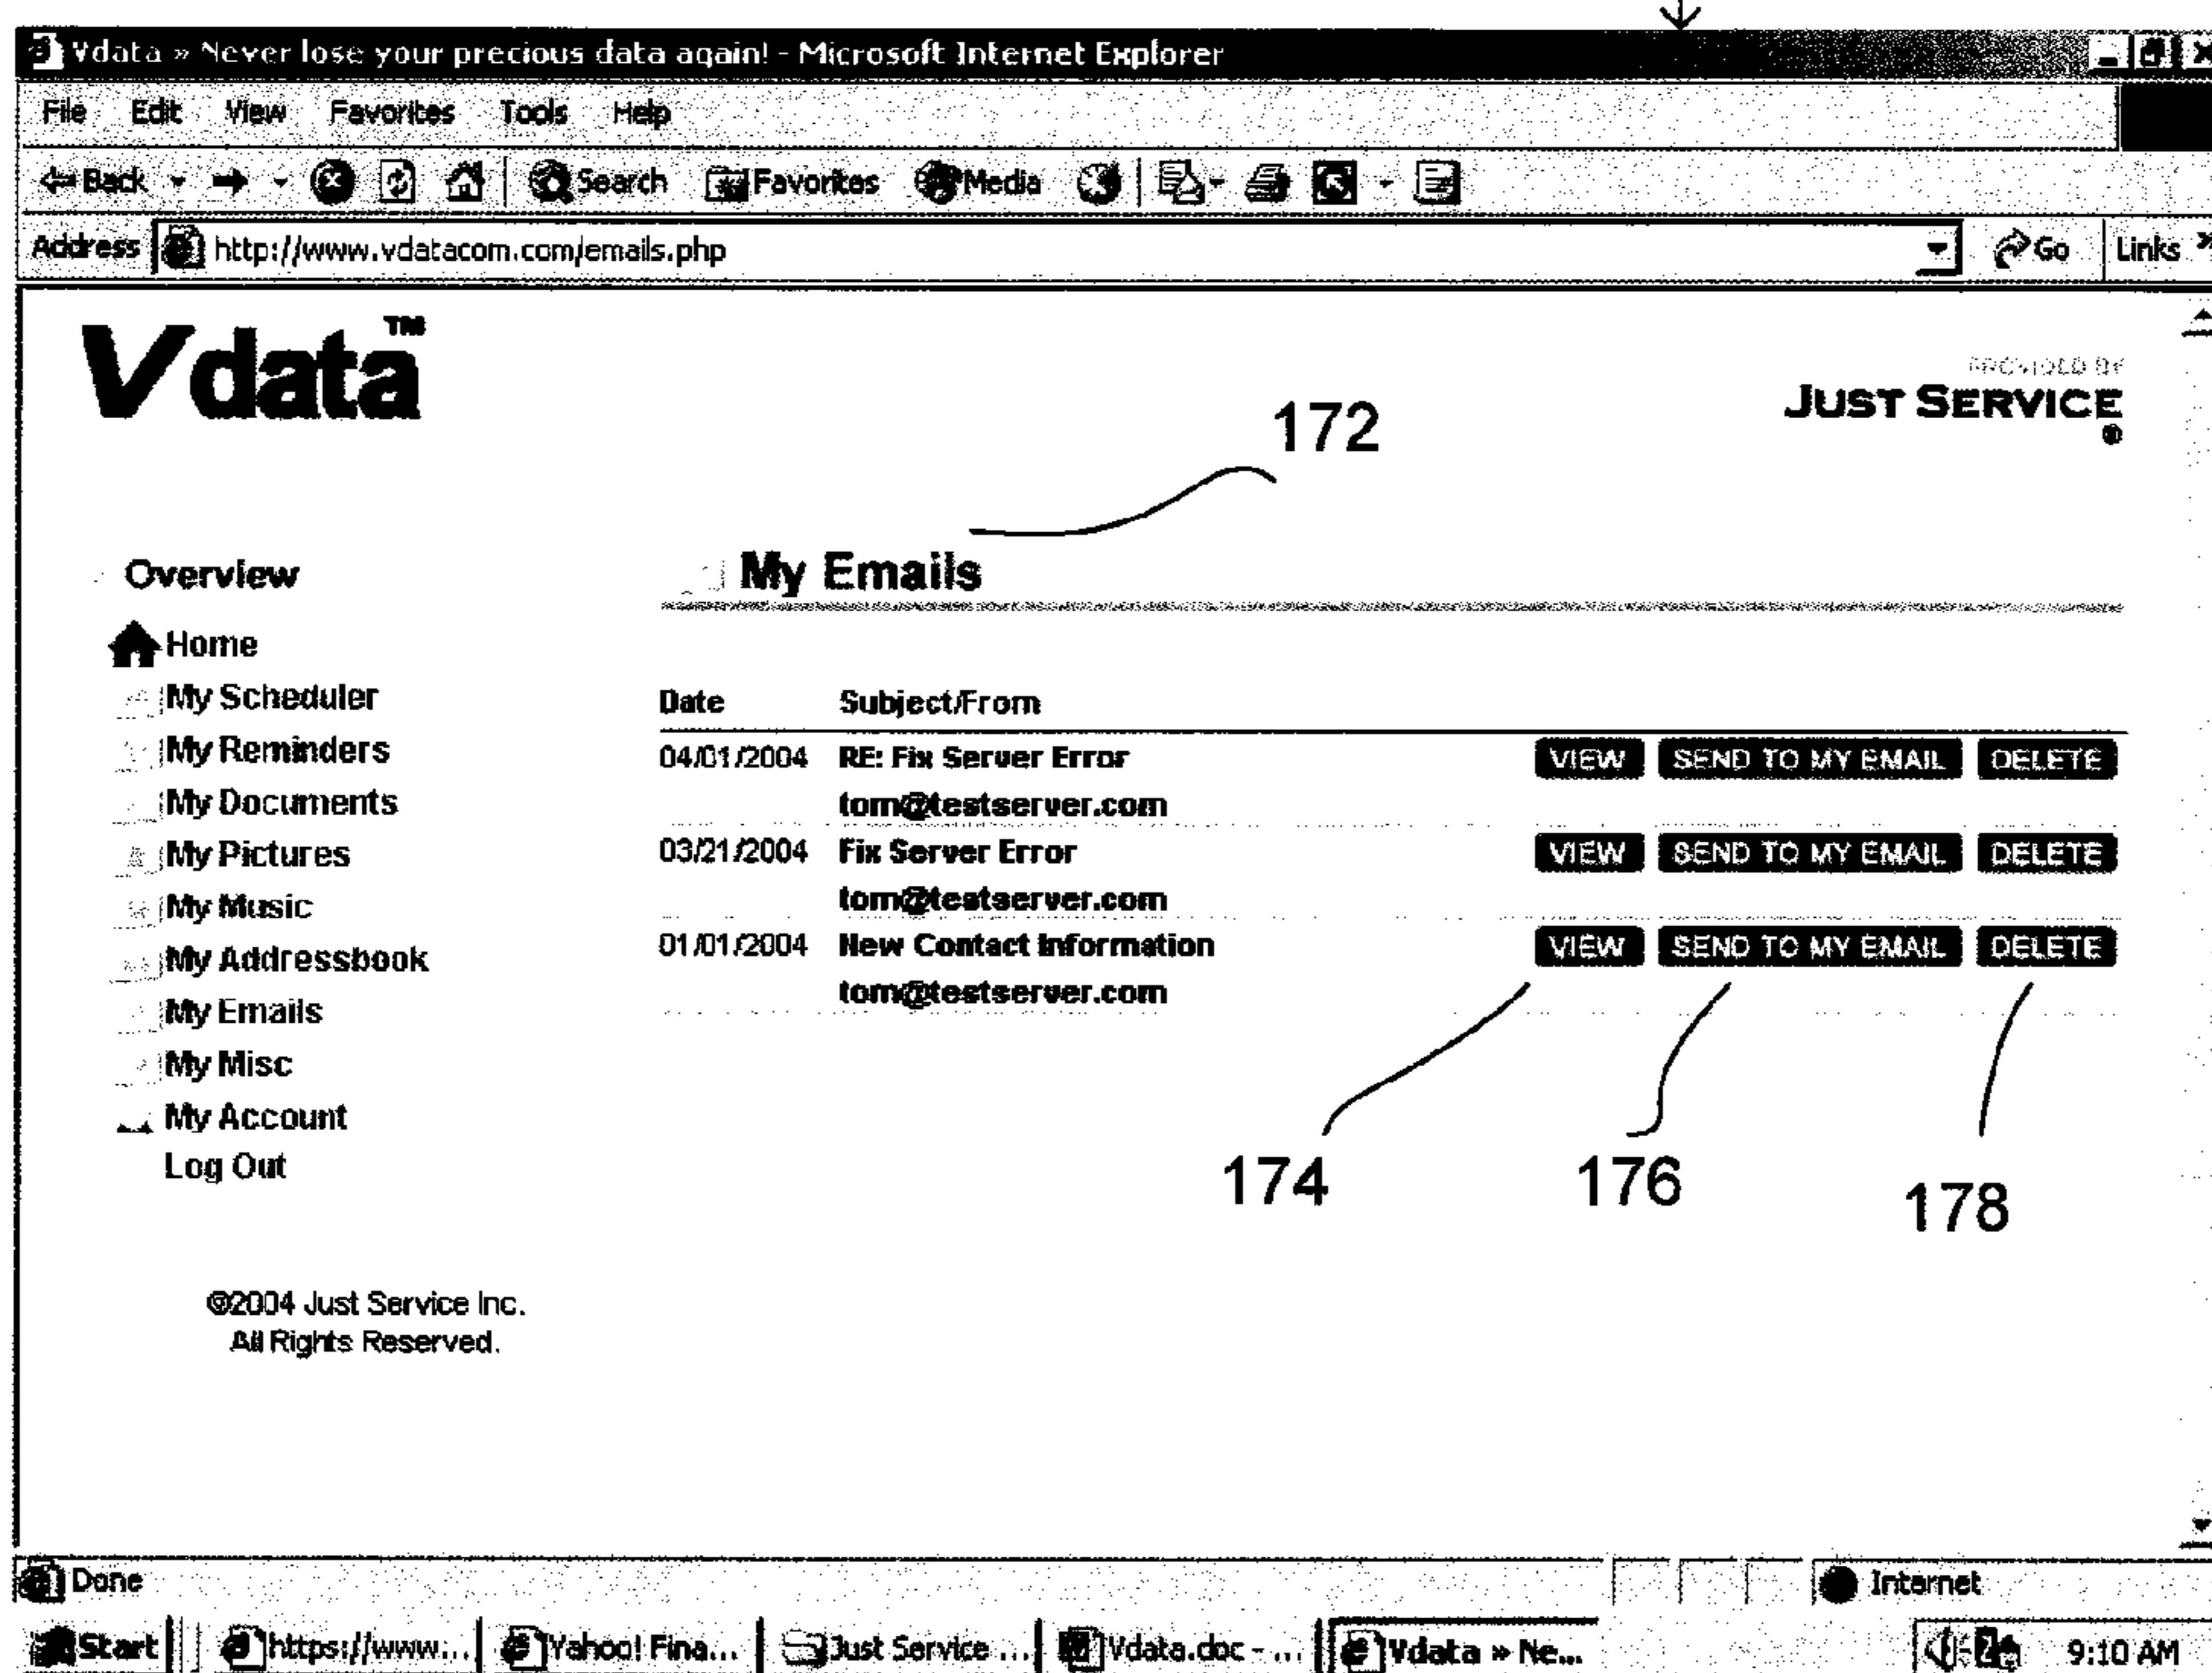 Vdata » Never lose your precious data again! - Microsoft Internet Explorer
File Edit View Favorites Tools Help
Back Search Favorites Media
Address http://www.vdatacom.com/emails.php Go Links »
Vdata™
PROVIDED BY
JUST SERVICE
®
172
Overview
My Emails
Home
My Scheduler
My Reminders
My Documents
My Pictures
My Music
My Addressbook
My Emails
My Misc
My Account
Log Out
Date Subject/From
04/01/2004 RE: Fix Server Error VIEW SEND TO MY EMAIL DELETE
tom@testserver.com
03/21/2004 Fix Server Error VIEW SEND TO MY EMAIL DELETE
tom@testserver.com
01/01/2004 New Contact Information VIEW SEND TO MY EMAIL DELETE
tom@testserver.com
174 176 178
©2004 Just Service Inc.
All Rights Reserved.
Done Internet
Start https://www.... Yahoo! Fina... Just Service ... Vdata.doc - ... Vdata » Ne... 9:10 AM